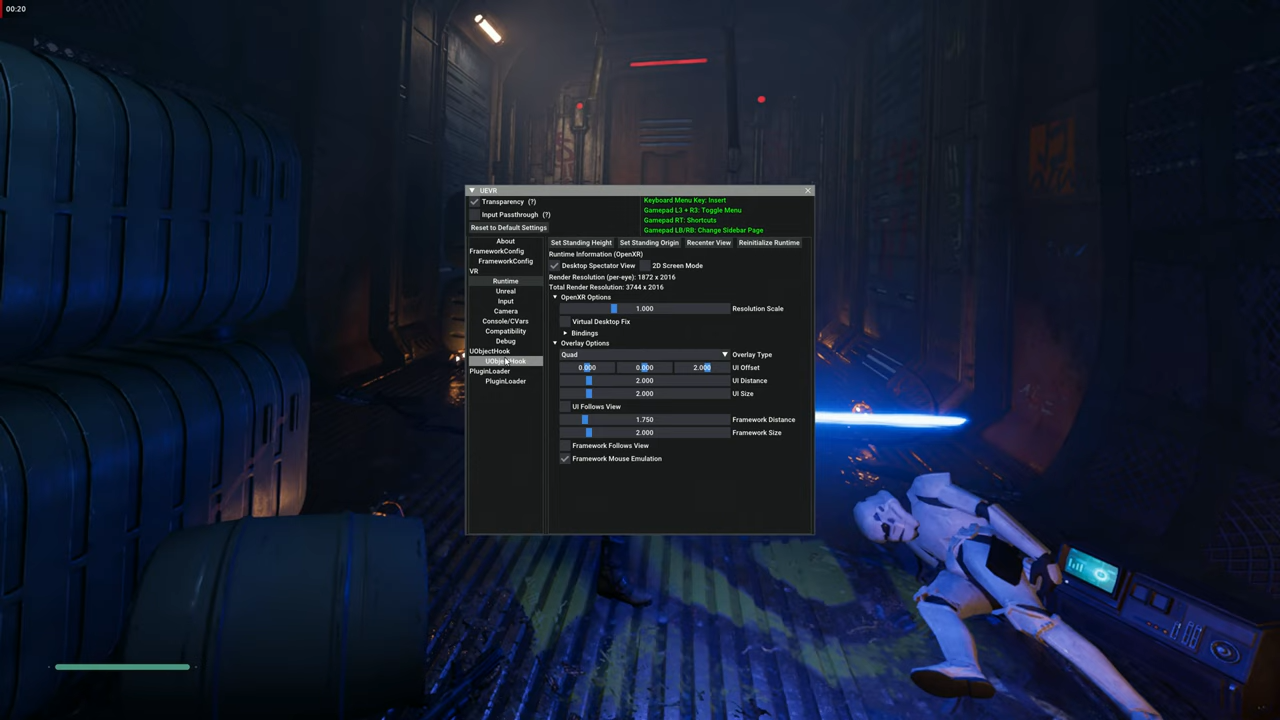 00:20
UEVR
Transparency (?)
Input Passthrough (?)
Reset to Default Settings
Keyboard Menu Key: Insert
Gamepad L3 + R3: Toggle Menu
Gamepad RT: Shortcuts
Gamepad LB/RB: Change Sidebar Page
About
FrameworkConfig
FrameworkConfig
VR
Runtime
Unreal
Input
Camera
Console/CVars
Compatibility
Debug
UObjectHook
UObjectHook
PluginLoader
PluginLoader
Set Standing Height Set Standing Origin Recenter View Reinitialize Runtime
Runtime Information (OpenXR)
Desktop Spectator View 2D Screen Mode
Render Resolution (per-eye): 1872 x 2016
Total Render Resolution: 3744 x 2016
OpenXR Options
1.000 Resolution Scale
Virtual Desktop Fix
Bindings
Overlay Options
Quad Overlay Type
0.000 0.000 2.000 UI Offset
2.000 UI Distance
2.000 UI Size
UI Follows View
1.750 Framework Distance
2.000 Framework Size
Framework Follows View
Framework Mouse Emulation